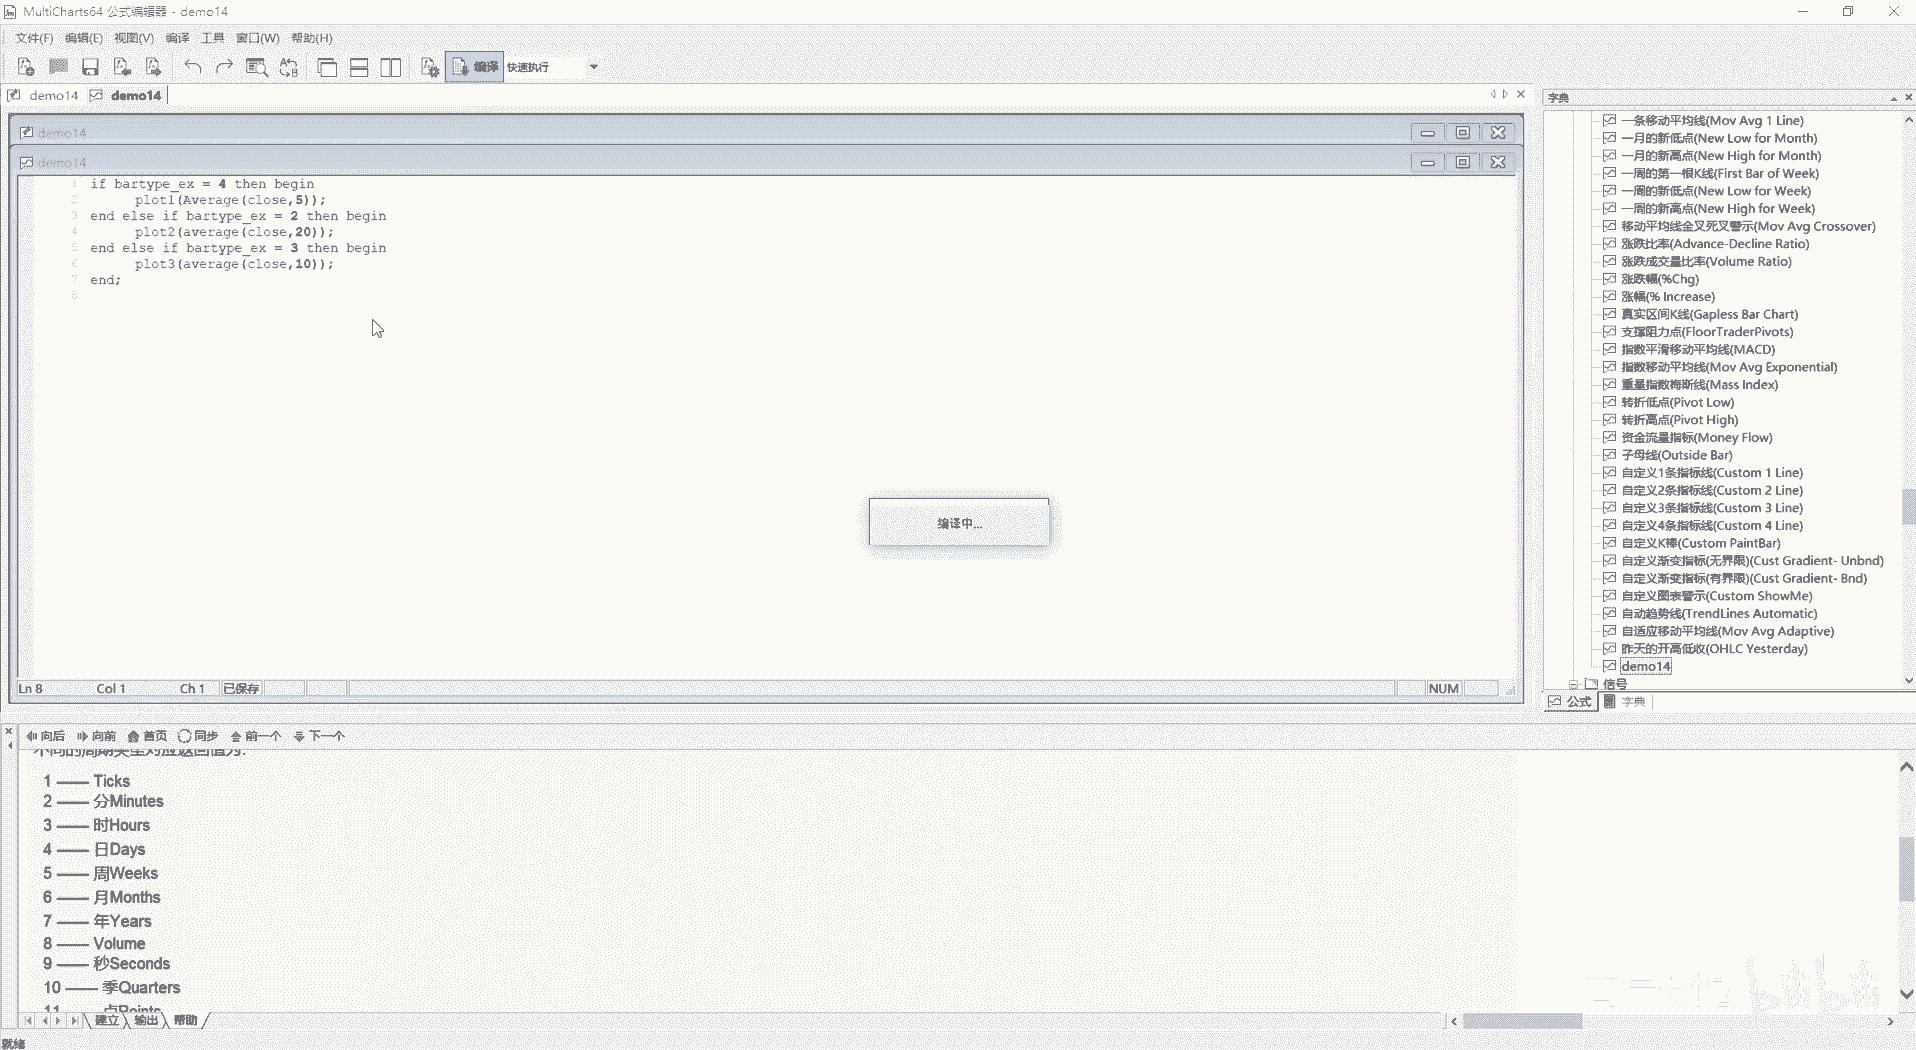 MultiCharts64 公式编辑器 - demo14
文件(F) 编辑(E) 视图(V) 编译 工具 窗口(W) 帮助(H)
编译 快速执行
demo14 demo14
demo14
demo14
1 if bartype_ex = 4 then begin
2 plot1(Average(close,5));
3 end else if bartype_ex = 2 then begin
4 plot2(average(close,20));
5 end else if bartype_ex = 3 then begin
6 plot3(average(close,10));
7 end;
8
编译中...
Ln 8 Col 1 Ch 1 已保存 NUM
字典
一条移动平均线(Mov Avg 1 Line)
一月的新低点(New Low for Month)
一月的新高点(New High for Month)
一周的第一根K线(First Bar of Week)
一周的新低点(New Low for Week)
一周的新高点(New High for Week)
移动平均线金叉死叉警示(Mov Avg Crossover)
涨跌比率(Advance-Decline Ratio)
涨跌成交量比率(Volume Ratio)
涨跌幅(%Chg)
涨幅(% Increase)
真实区间K线(Gapless Bar Chart)
支撑阻力点(FloorTraderPivots)
指数平滑移动平均线(MACD)
指数移动平均线(Mov Avg Exponential)
重量指数梅斯线(Mass Index)
转折低点(Pivot Low)
转折高点(Pivot High)
资金流量指标(Money Flow)
子母线(Outside Bar)
自定义1条指标线(Custom 1 Line)
自定义2条指标线(Custom 2 Line)
自定义3条指标线(Custom 3 Line)
自定义4条指标线(Custom 4 Line)
自定义K棒(Custom PaintBar)
自定义渐变指标(无界限)(Cust Gradient- Unbnd)
自定义渐变指标(有界限)(Cust Gradient- Bnd)
自定义图表警示(Custom ShowMe)
自动趋势线(TrendLines Automatic)
自适应移动平均线(Mov Avg Adaptive)
昨天的开高低收(OHLC Yesterday)
demo14
信号
公式 字典
向后 向前 首页 同步 前一个 下一个
不同的周期类型对应返回值为:
1 —— Ticks
2 —— 分Minutes
3 —— 时Hours
4 —— 日Days
5 —— 周Weeks
6 —— 月Months
7 —— 年Years
8 —— Volume
9 —— 秒Seconds
10 —— 季Quarters
11 —— 点Points
建立 输出 帮助
就绪